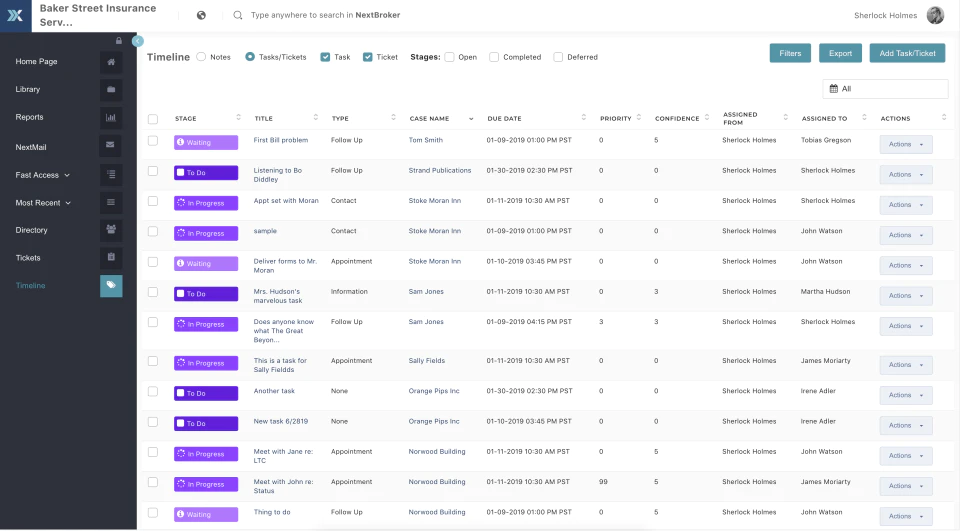 Baker Street Insurance
Serv...
Type anywhere to search in NextBroker
Sherlock Holmes
Home Page
Library
Reports
NextMail
Fast Access
Most Recent
Directory
Tickets
Timeline
Timeline Notes Tasks/Tickets Task Ticket Stages: Open Completed Deferred
Filters Export Add Task/Ticket
All
STAGE TITLE TYPE CASE NAME DUE DATE PRIORITY CONFIDENCE ASSIGNED FROM ASSIGNED TO ACTIONS
Waiting First Bill problem Follow Up Tom Smith 01-09-2019 01:00 PM PST 0 5 Sherlock Holmes Tobias Gregson Actions
To Do Listening to Bo Diddley Follow Up Strand Publications 01-30-2019 02:30 PM PST 0 0 Sherlock Holmes Sherlock Holmes Actions
In Progress Appt set with Moran Contact Stoke Moran Inn 01-11-2019 10:30 AM PST 0 0 Sherlock Holmes Sherlock Holmes Actions
In Progress sample Contact Stoke Moran Inn 01-09-2019 01:00 PM PST 0 0 Sherlock Holmes John Watson Actions
Waiting Deliver forms to Mr. Moran Appointment Stoke Moran Inn 01-10-2019 03:45 PM PST 0 0 Sherlock Holmes John Watson Actions
To Do Mrs. Hudson's marvelous task Information Sam Jones 01-11-2019 10:30 AM PST 0 3 Sherlock Holmes Martha Hudson Actions
In Progress Does anyone know what The Great Beyon... Follow Up Sam Jones 01-09-2019 04:15 PM PST 3 3 Sherlock Holmes Sherlock Holmes Actions
In Progress This is a task for Sally Fieldds Appointment Sally Fields 01-11-2019 10:30 AM PST 0 0 Sherlock Holmes James Moriarty Actions
To Do Another task None Orange Pips Inc 01-30-2019 02:30 PM PST 0 0 Sherlock Holmes Irene Adler Actions
To Do New task 6/2819 None Orange Pips Inc 01-10-2019 03:45 PM PST 0 0 Sherlock Holmes Irene Adler Actions
In Progress Meet with Jane re: LTC Appointment Norwood Building 01-11-2019 10:30 AM PST 0 5 Sherlock Holmes John Watson Actions
In Progress Meet with John re: Status Appointment Norwood Building 01-11-2019 10:30 AM PST 99 5 Sherlock Holmes James Moriarty Actions
Waiting Thing to do Follow Up Norwood Building 01-09-2019 01:00 PM PST 0 5 Sherlock Holmes John Watson Actions